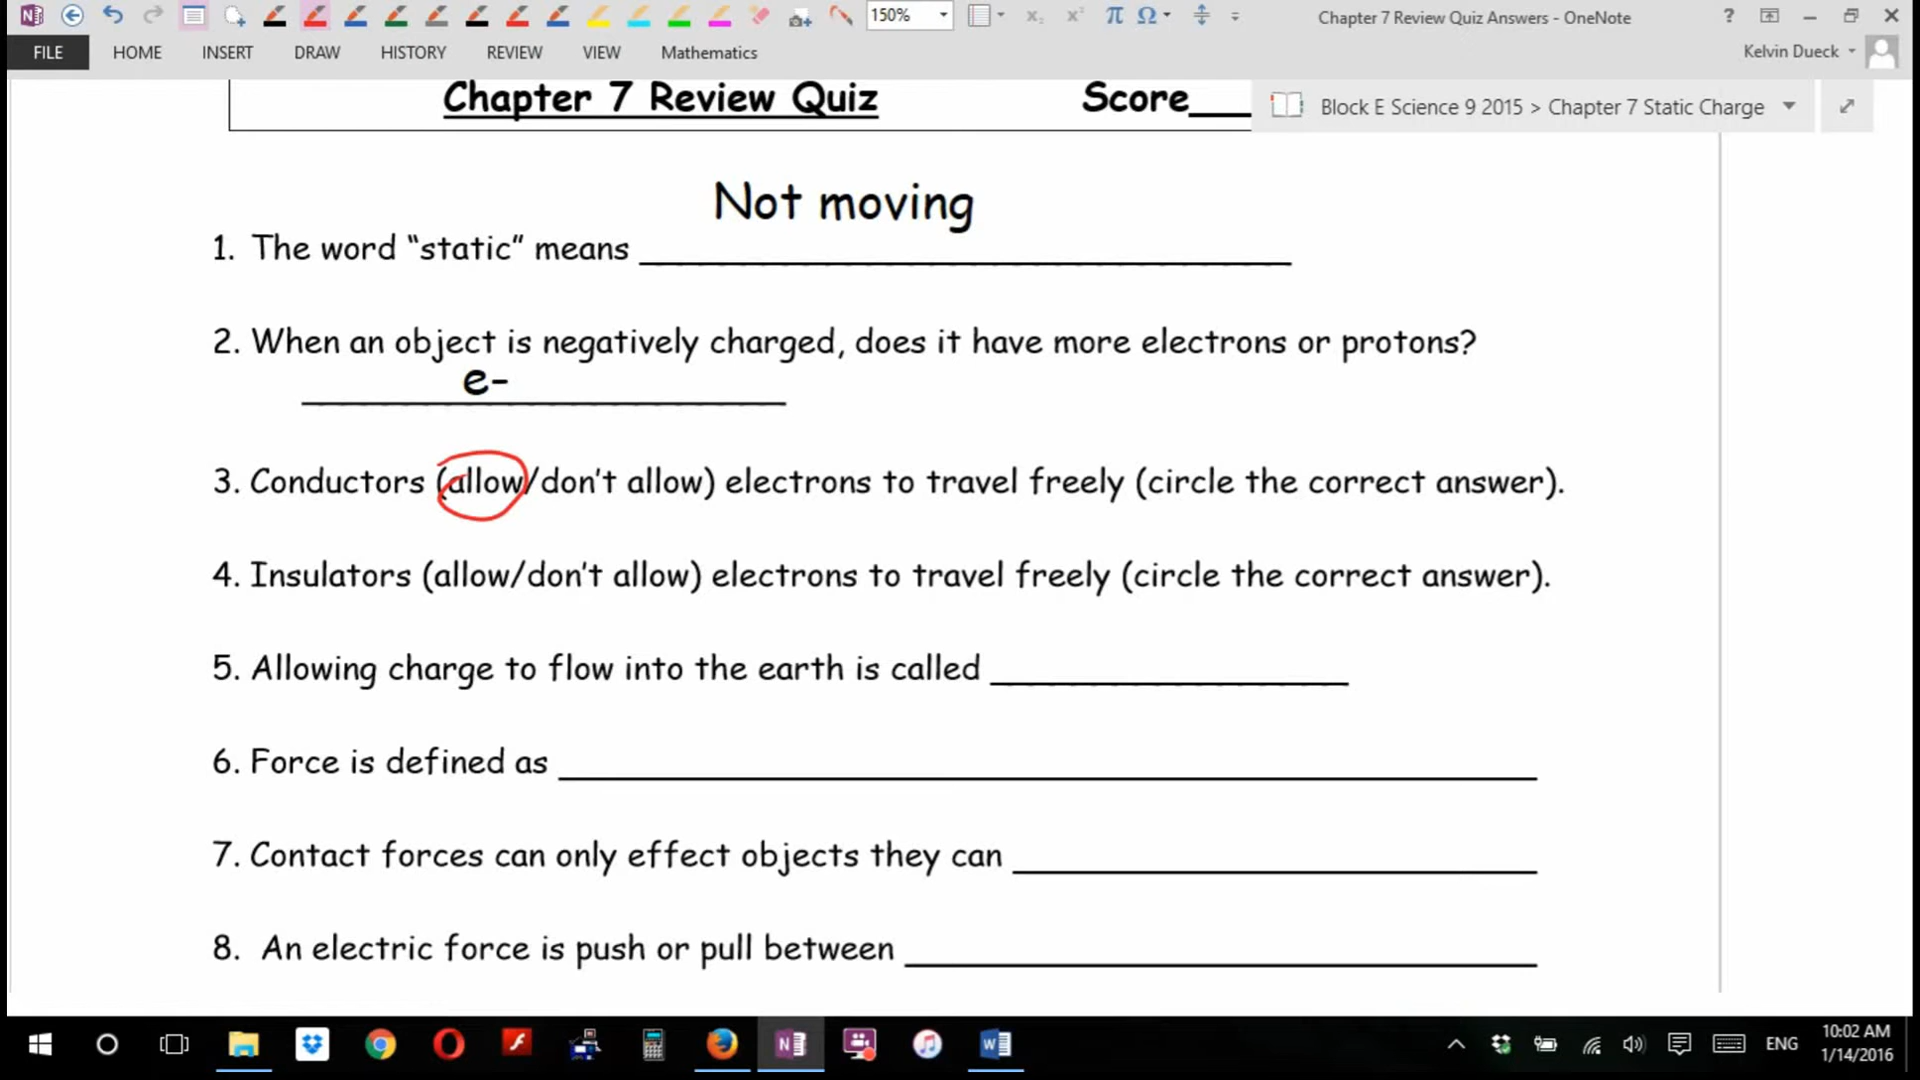 150%
Chapter 7 Review Quiz Answers - OneNote
FILE HOME INSERT DRAW HISTORY REVIEW VIEW Mathematics
Kelvin Dueck
Chapter 7 Review Quiz Score____
Block E Science 9 2015 > Chapter 7 Static Charge
Not moving
1. The word “static” means ____________________
2. When an object is negatively charged, does it have more electrons or protons?
e-
3. Conductors (allow/don’t allow) electrons to travel freely (circle the correct answer).
4. Insulators (allow/don’t allow) electrons to travel freely (circle the correct answer).
5. Allowing charge to flow into the earth is called ____________________
6. Force is defined as ____________________
7. Contact forces can only effect objects they can ____________________
8. An electric force is push or pull between ____________________
ENG
10:02 AM
1/14/2016